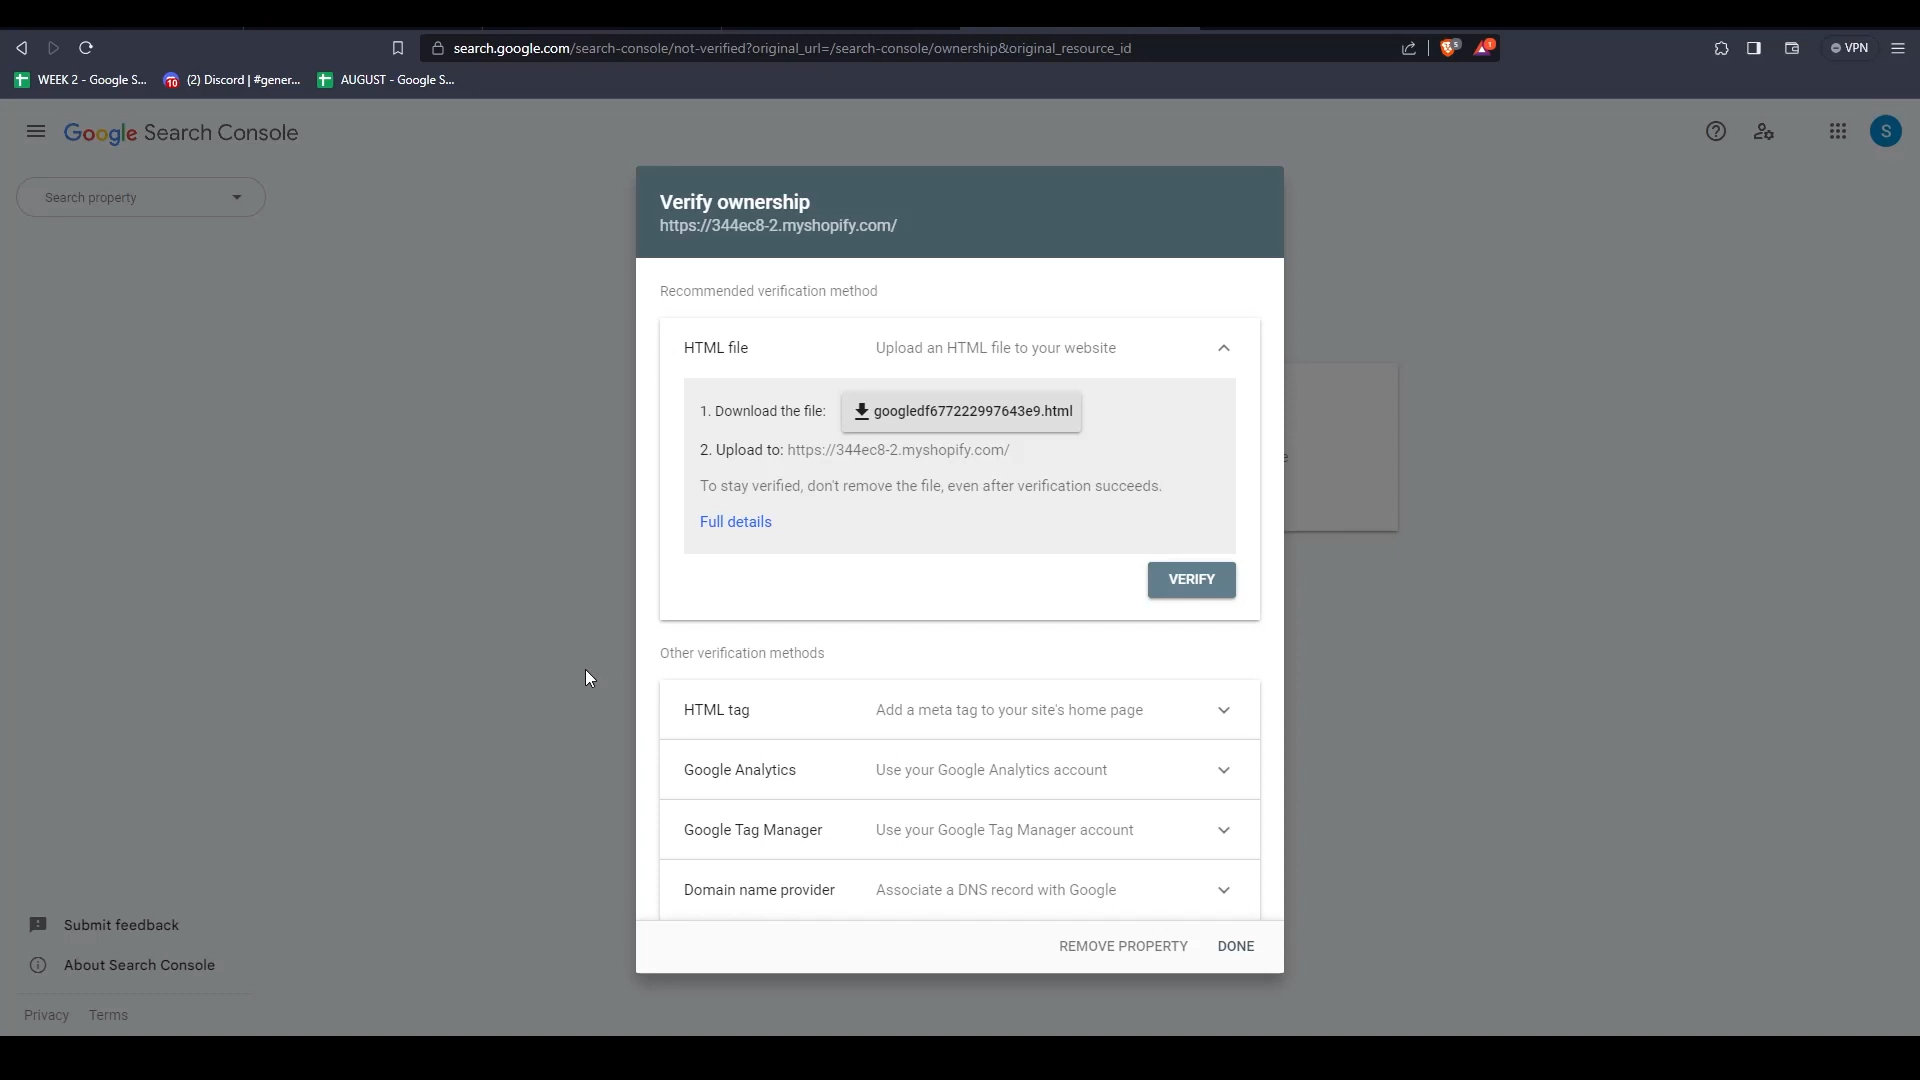 search.google.com/search-console/not-verified?original_url=/search-console/ownership&original_resource_id
5
1
VPN
WEEK 2 - Google S...
10
(2) Discord | #gener...
AUGUST - Google S...
Google Search Console
S
Search property
Verify ownership
https://344ec8-2.myshopify.com/
Recommended verification method
HTML file
Upload an HTML file to your website
1. Download the file:
googledf677222997643e9.html
2. Upload to: https://344ec8-2.myshopify.com/
To stay verified, don't remove the file, even after verification succeeds.
Full details
VERIFY
Other verification methods
HTML tag
Add a meta tag to your site's home page
Google Analytics
Use your Google Analytics account
Google Tag Manager
Use your Google Tag Manager account
Domain name provider
Associate a DNS record with Google
REMOVE PROPERTY
DONE
Submit feedback
About Search Console
Privacy
Terms